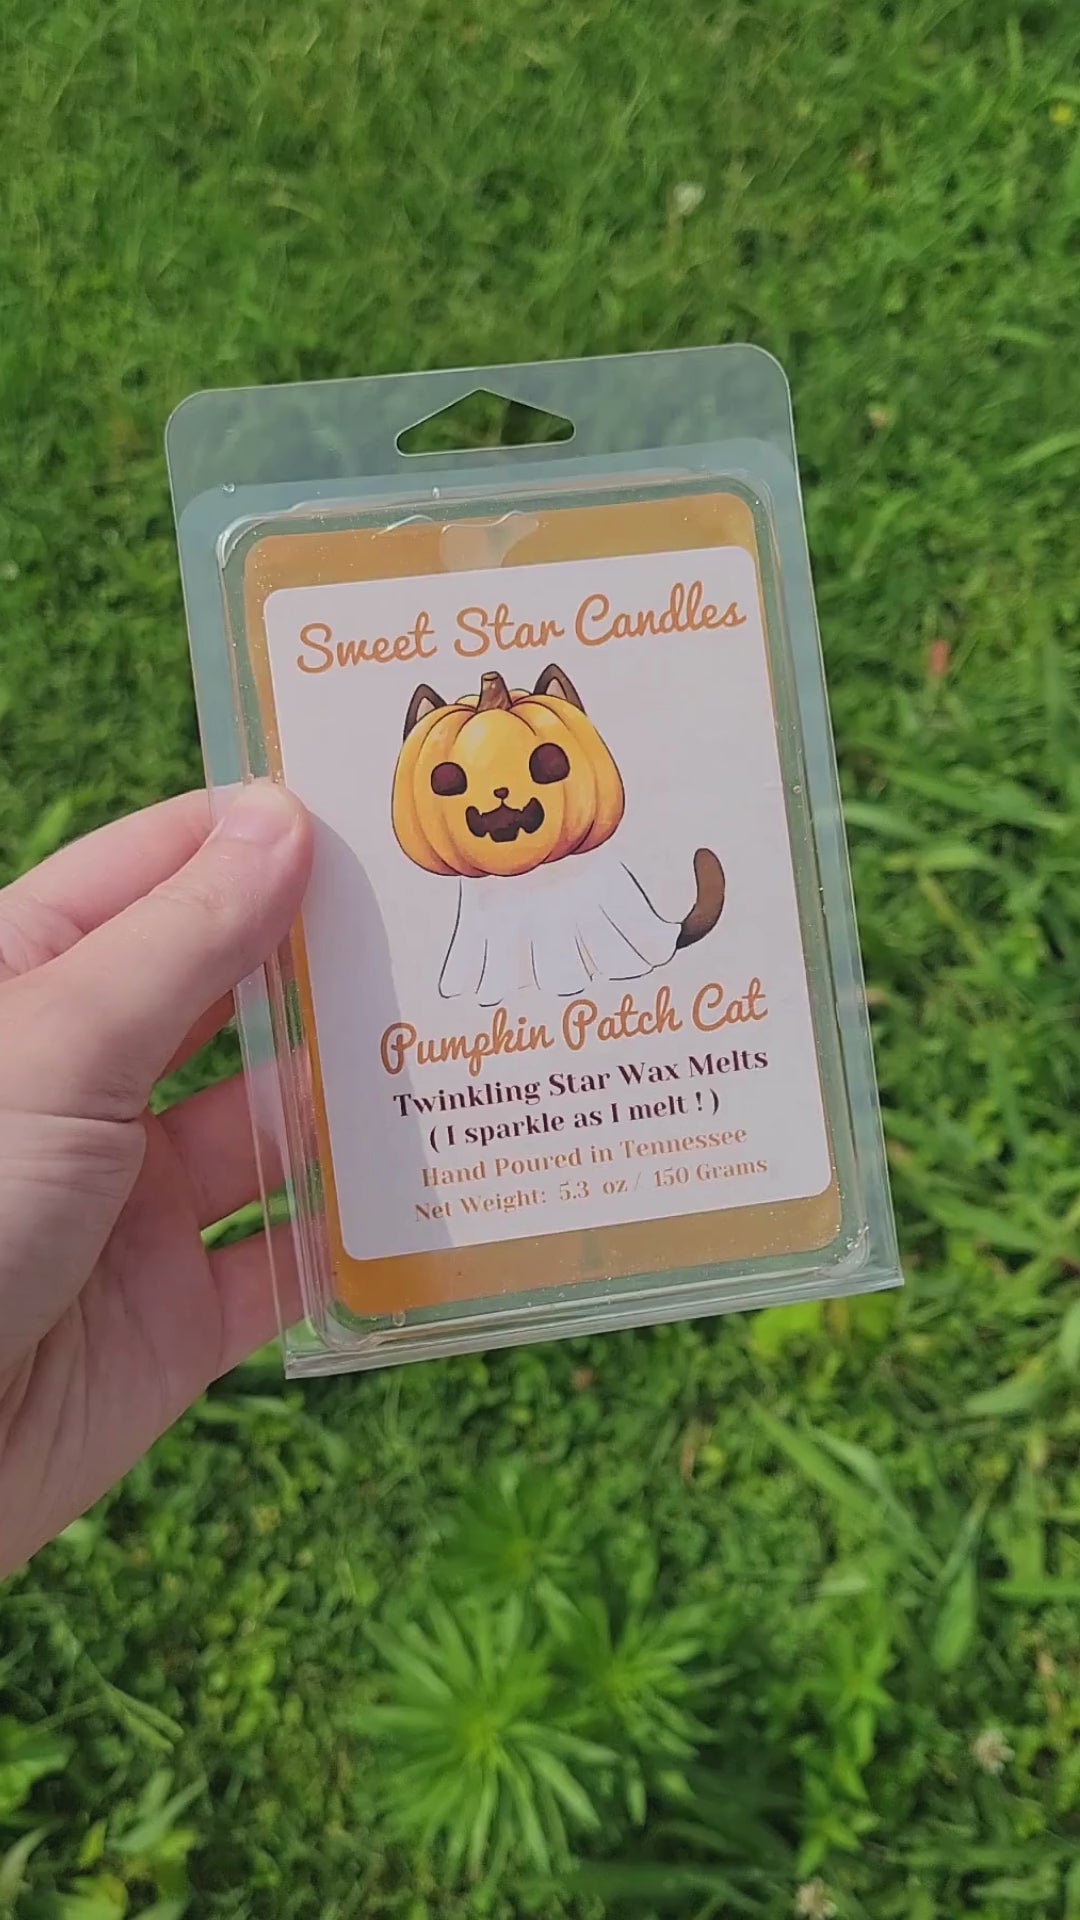 Sweet Star Candles
Pumpkin Patch Cat
Twinkling Star Wax Melts
( I sparkle as I melt ! )
Hand Poured in Tennessee
Net Weight: 5.3 oz / 150 Grams